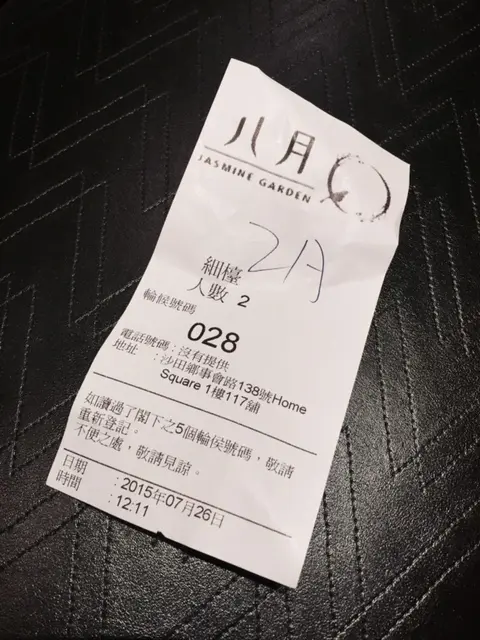 八月
JASMINE GARDEN
2A
細檯
人數 2
輪候號碼
028
電話號碼：沒有提供
地址　：沙田鄉事會路138號Home
Square 1樓117舖
如讀過了閣下之5個輪侯號碼，敬請
重新登記。
不便之處，敬請見諒。
日期　：2015年07月26日
時間　：12:11